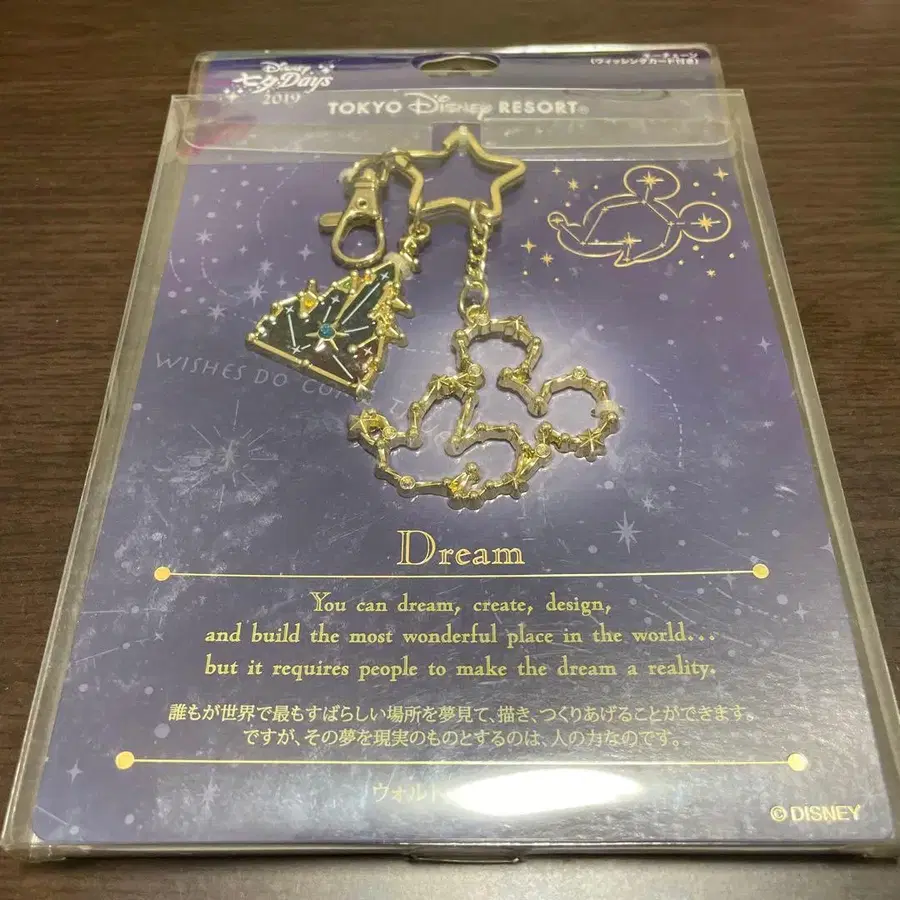 キーチェーン
(ウィッシングカード付き)
Disney
七夕Days
2019
TOKYO Disney RESORT®
WISHES DO COME
Dream
You can dream, create, design,
and build the most wonderful place in the world...
but it requires people to make the dream a reality.
誰もが世界で最もすばらしい場所を夢見て、描き、つくりあげることができます。
ですが、その夢を現実のものとするのは、人の力なのです。
ウォルト
© DISNEY